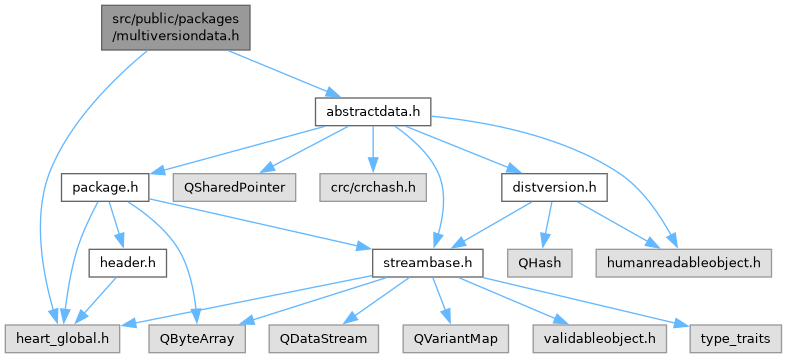 src/public/packages
/multiversiondata.h
abstractdata.h
package.h
QSharedPointer
crc/crchash.h
distversion.h
header.h
streambase.h
QHash
humanreadableobject.h
heart_global.h
QByteArray
QDataStream
QVariantMap
validableobject.h
type_traits